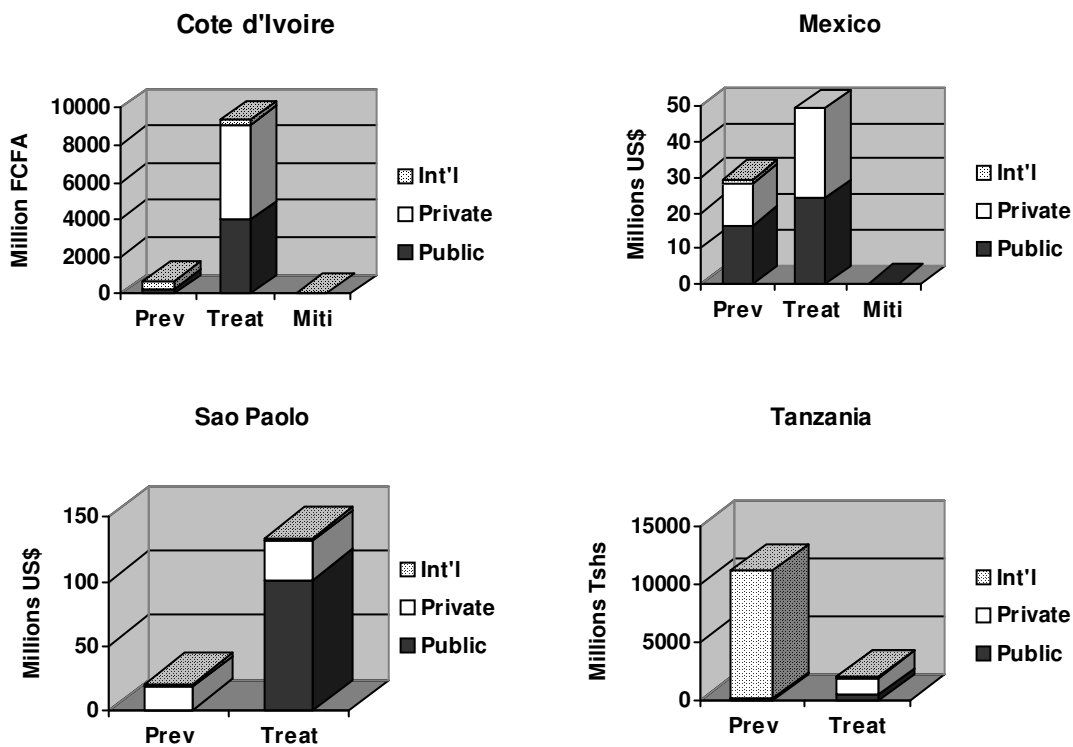 Cote d'Ivoire
Million FCFA
10000
8000
6000
4000
2000
0
Prev Treat Miti
Int'l
Private
Public
Mexico
Millions US$
50
40
30
20
10
0
Prev Treat Miti
Int'l
Private
Public
Sao Paolo
Millions US$
150
100
50
0
Prev Treat
Int'l
Private
Public
Tanzania
Millions Tshs
15000
10000
5000
0
Prev Treat
Int'l
Private
Public